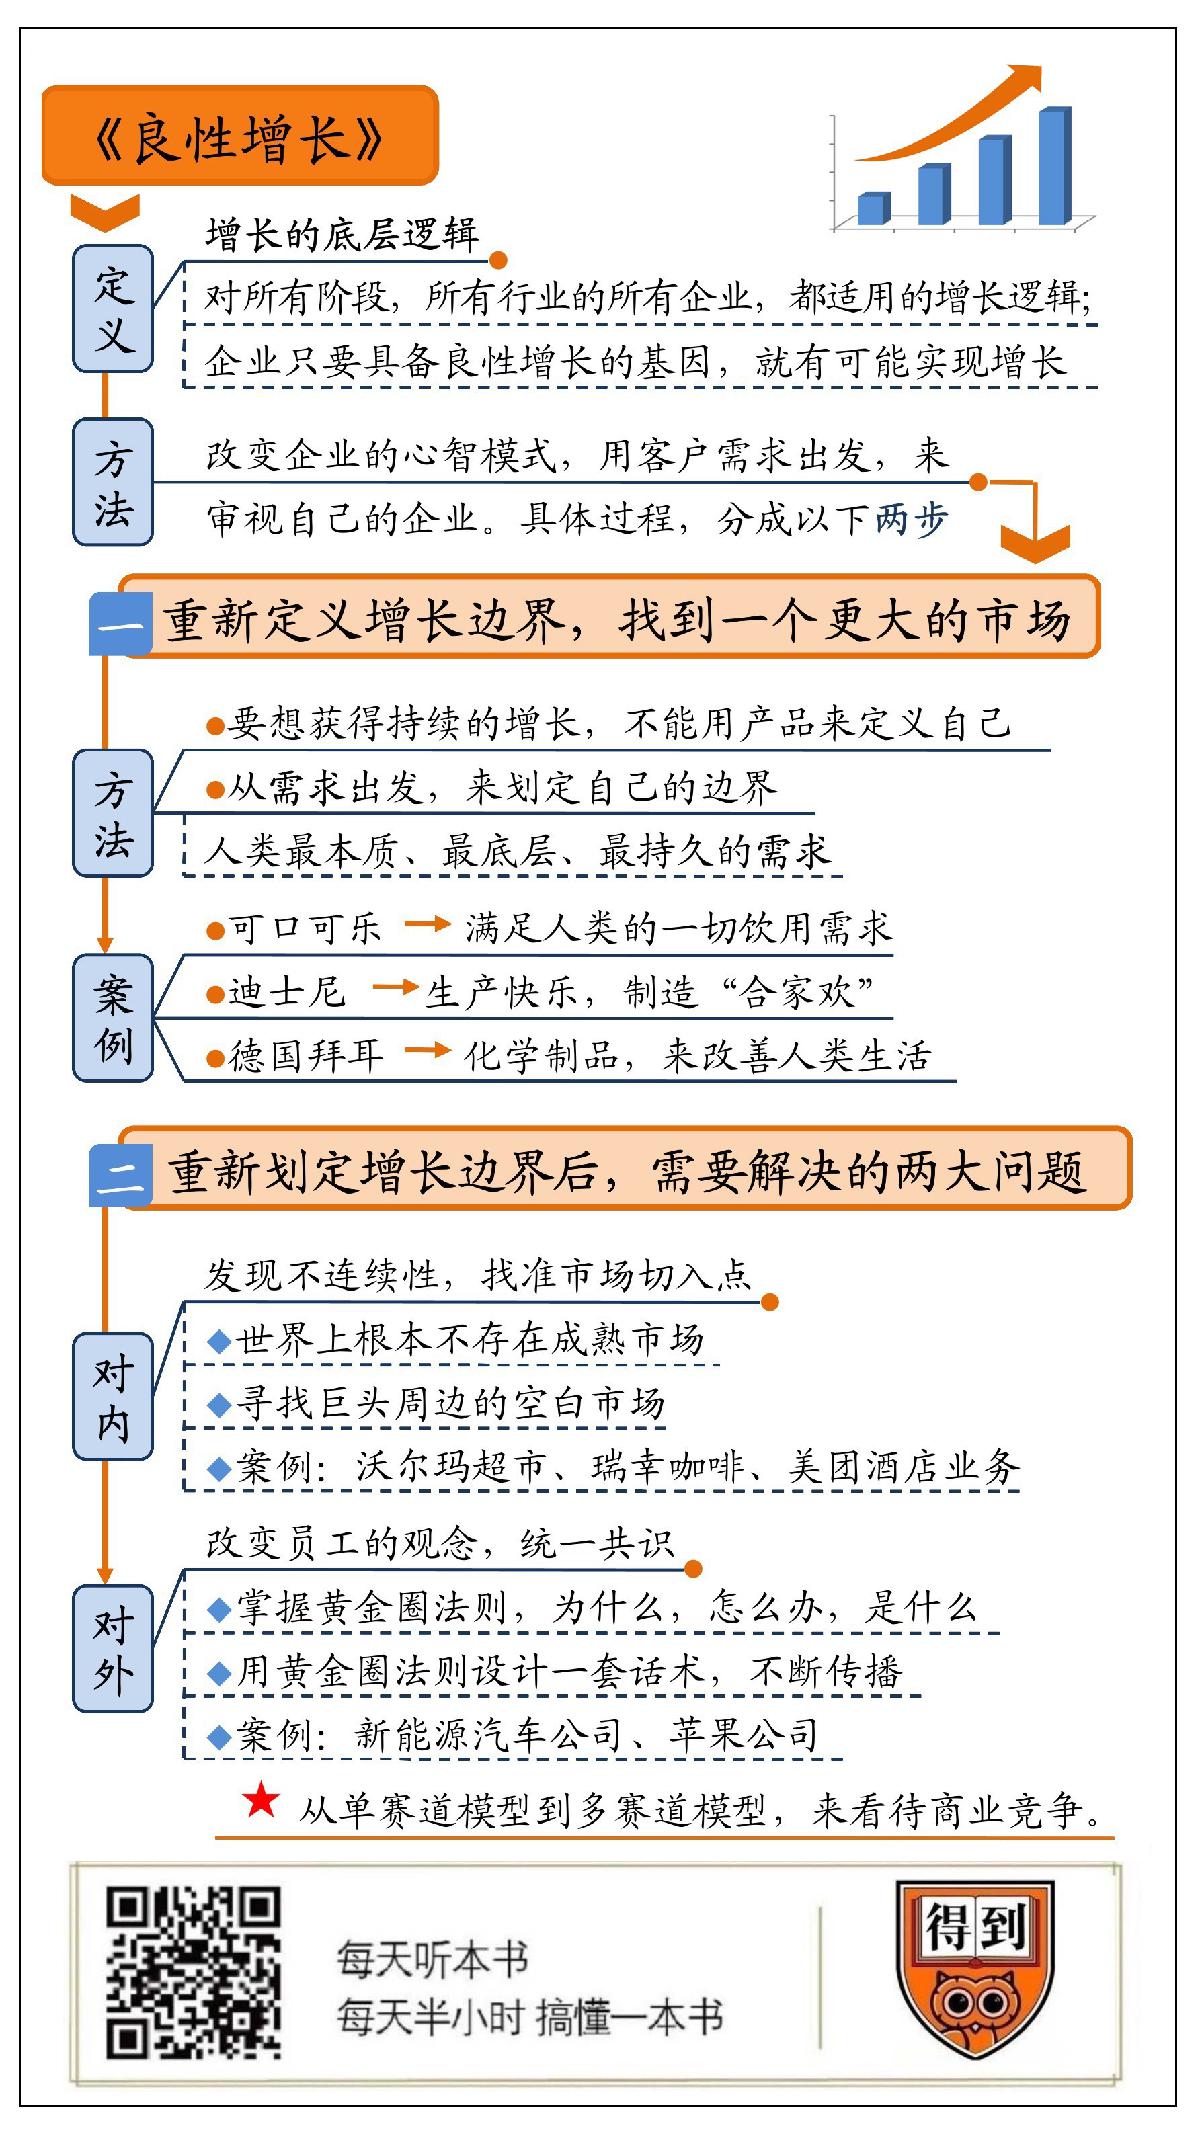 《良性增长》
定义
增长的底层逻辑
对所有阶段，所有行业的所有企业，都适用的增长逻辑；
企业只要具备良性增长的基因，就有可能实现增长
方法
改变企业的心智模式，用客户需求出发，来
审视自己的企业。具体过程，分成以下两步
一 重新定义增长边界，找到一个更大的市场
方法
●要想获得持续的增长，不能用产品来定义自己
●从需求出发，来划定自己的边界
人类最本质、最底层、最持久的需求
案例
●可口可乐 → 满足人类的一切饮用需求
●迪士尼 → 生产快乐，制造“合家欢”
●德国拜耳 → 化学制品，来改善人类生活
二 重新划定增长边界后，需要解决的两大问题
对内
发现不连续性，找准市场切入点
◆世界上根本不存在成熟市场
◆寻找巨头周边的空白市场
◆案例：沃尔玛超市、瑞幸咖啡、美团酒店业务
对外
改变员工的观念，统一共识
◆掌握黄金圈法则，为什么，怎么办，是什么
◆用黄金圈法则设计一套话术，不断传播
◆案例：新能源汽车公司、苹果公司
★ 从单赛道模型到多赛道模型，来看待商业竞争。
每天听本书
每天半小时 搞懂一本书
得到